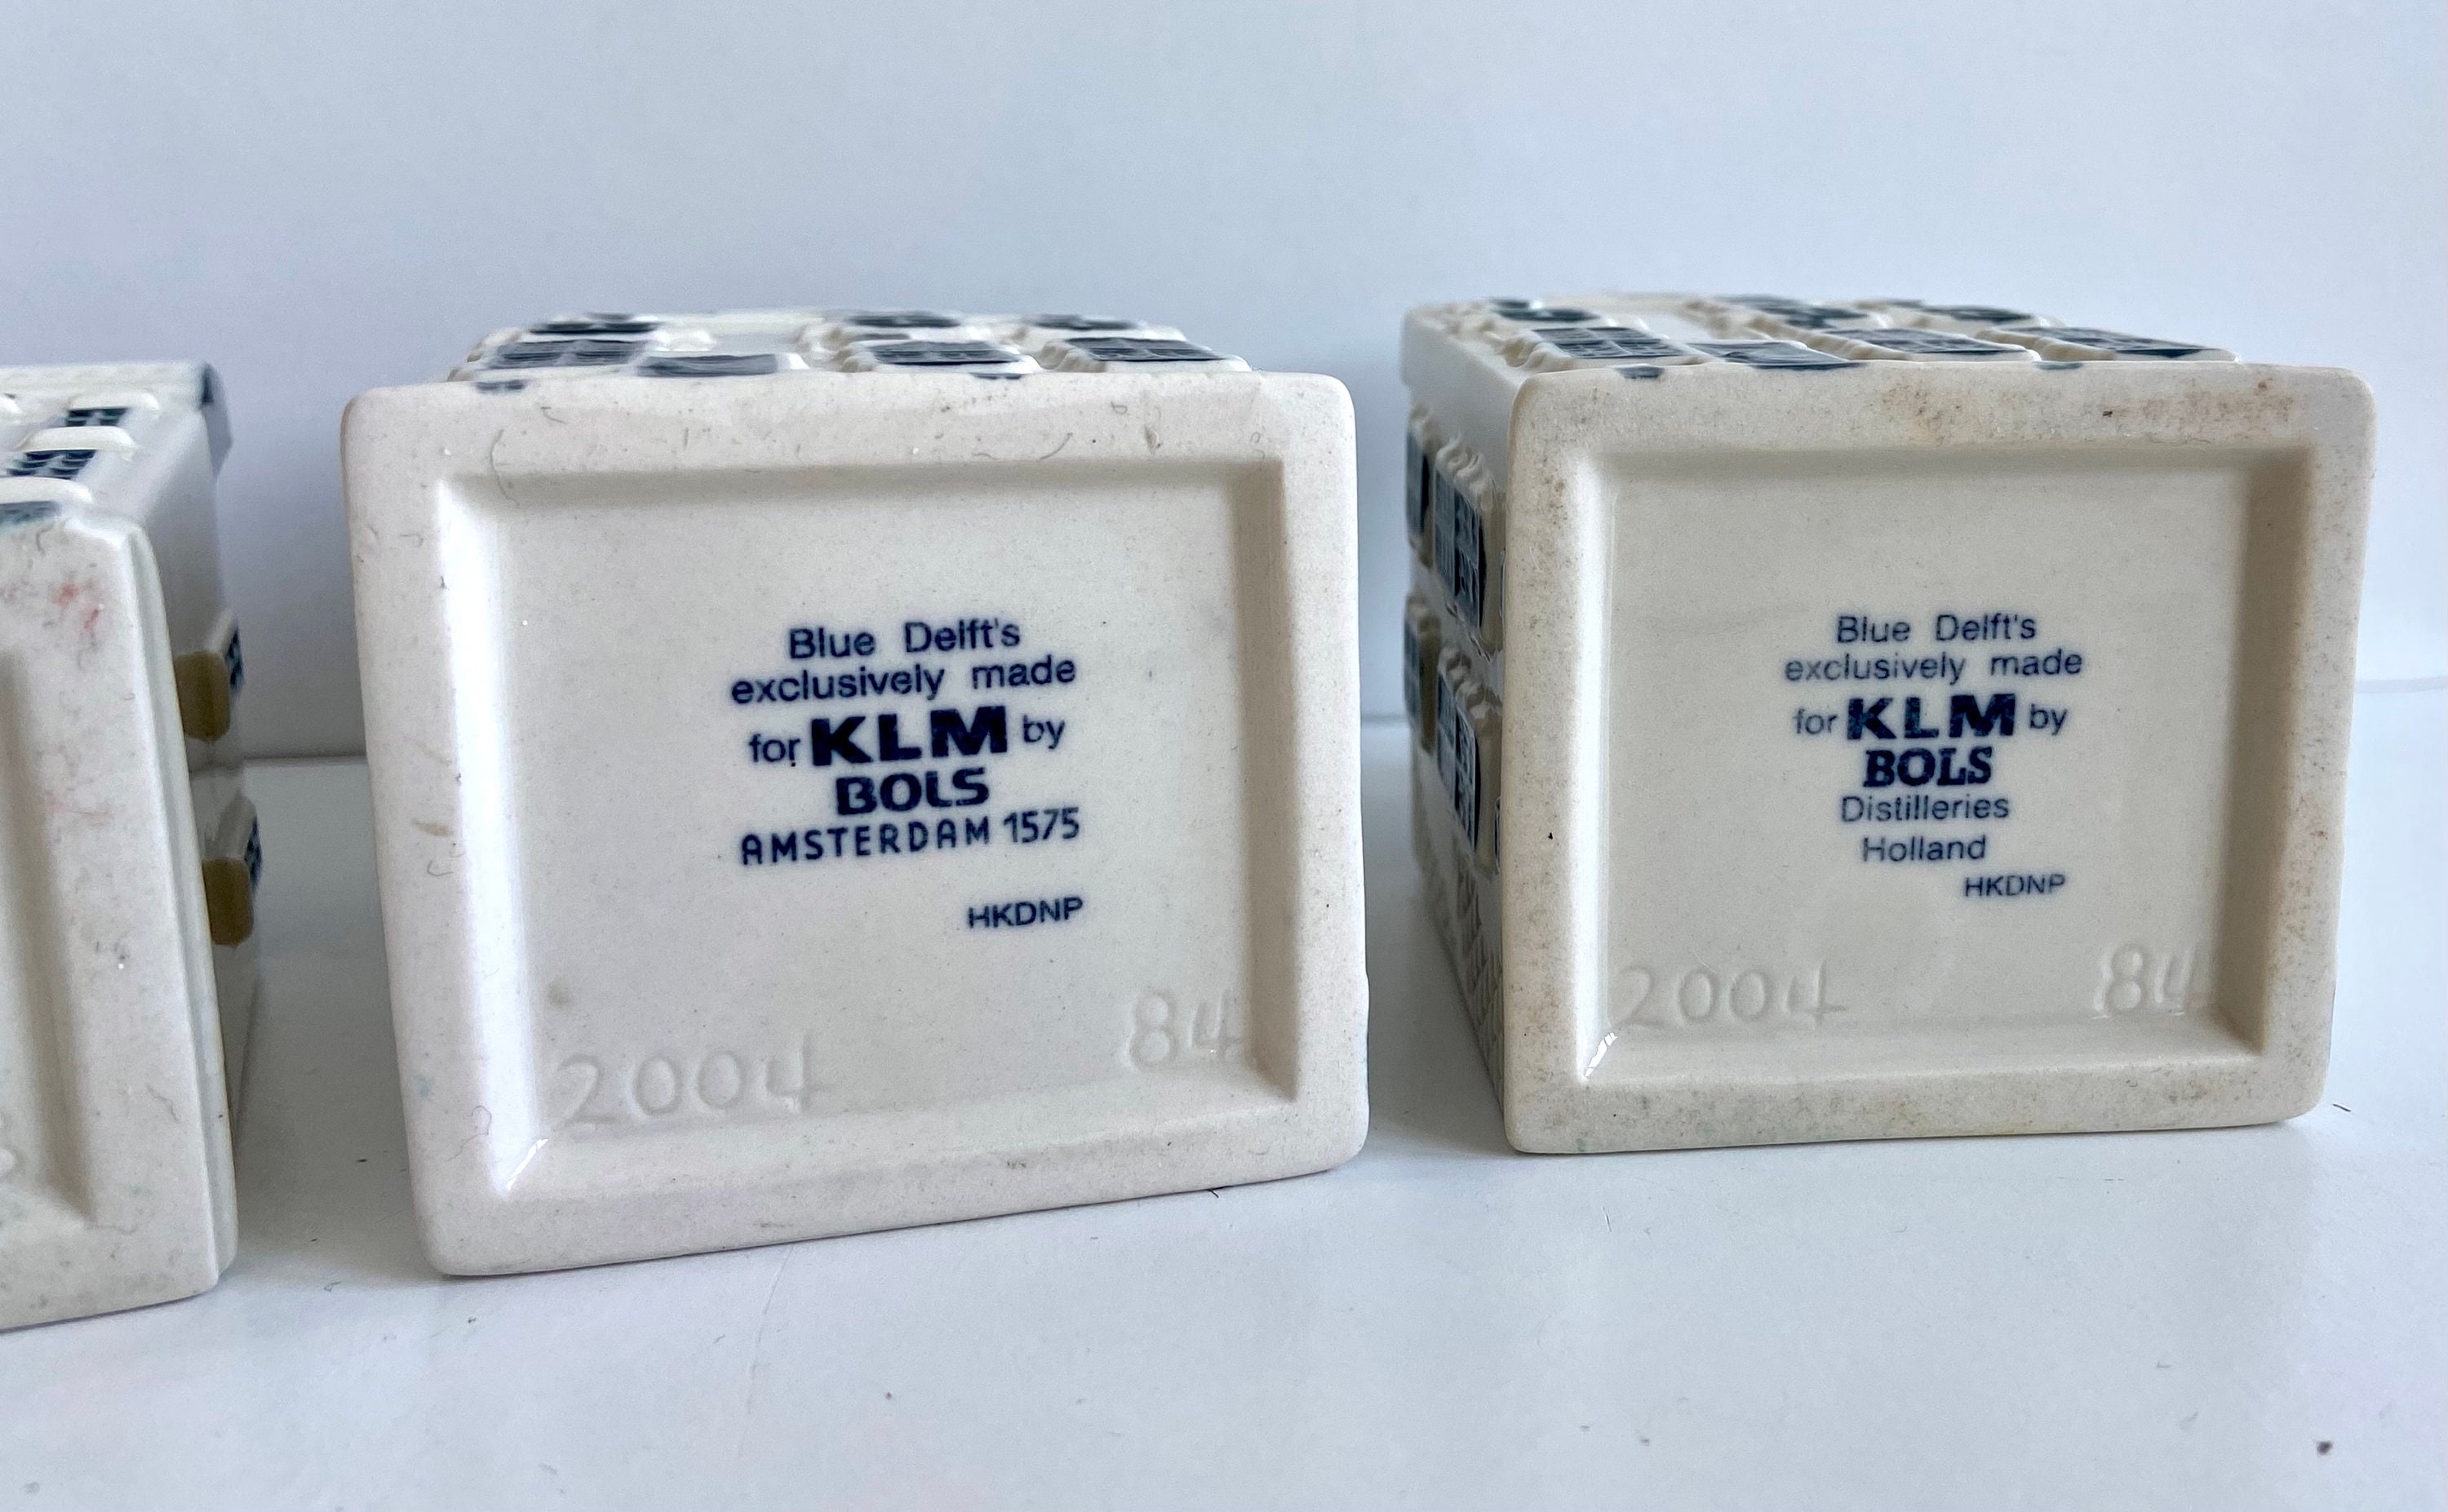 Blue Delft's
exclusively made
for KLM by
BOLS
AMSTERDAM 1575
HKDNP
2004 84
Blue Delft's
exclusively made
for KLM by
BOLS
Distilleries
Holland
HKDNP
2004 84